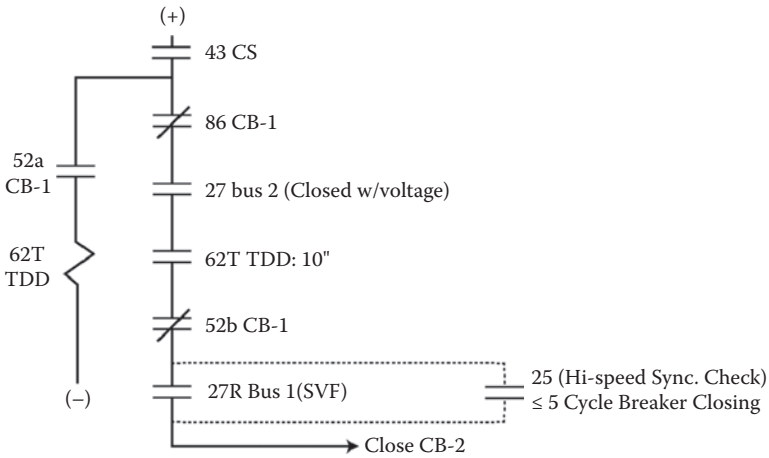 (+)
43 CS
86 CB-1
52a
CB-1
27 bus 2 (Closed w/voltage)
62T
TDD
62T TDD: 10"
52b CB-1
(–)
27R Bus 1(SVF)
25 (Hi-speed Sync. Check)
≤ 5 Cycle Breaker Closing
Close CB-2